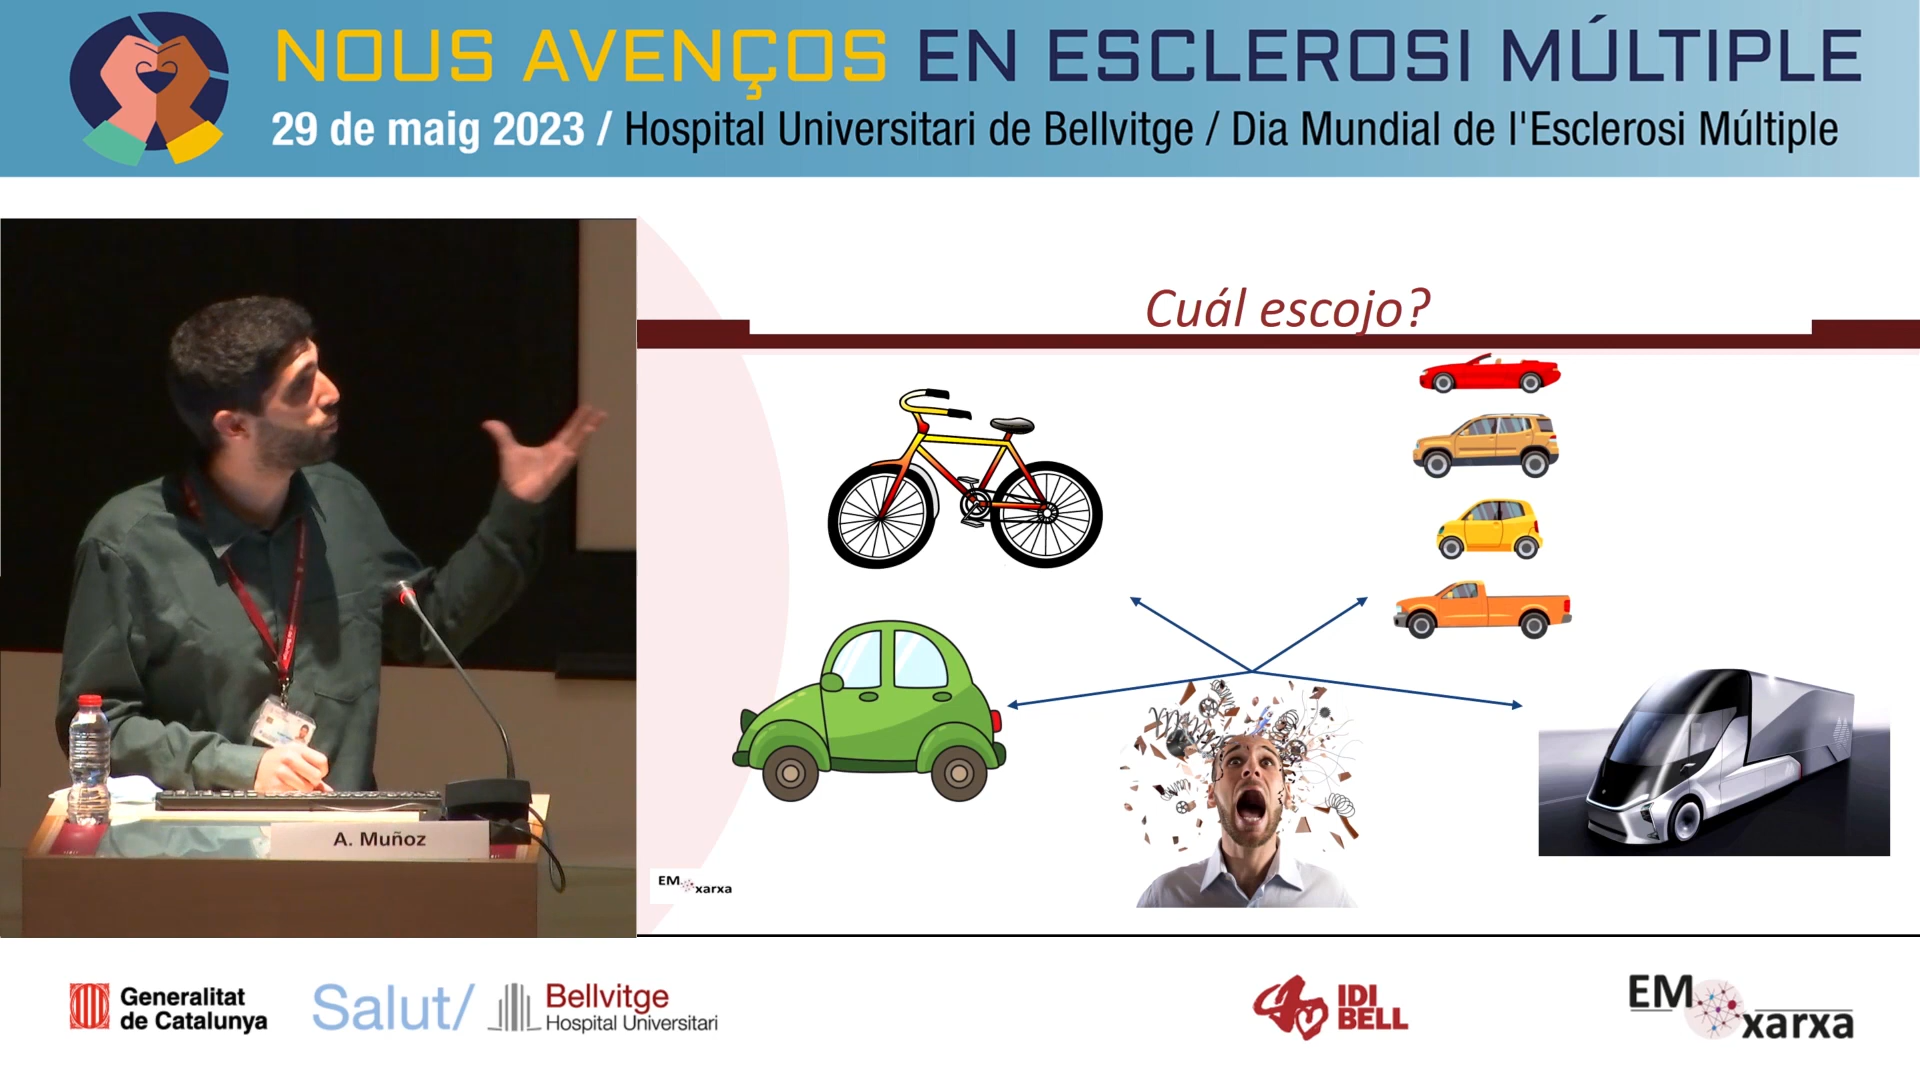 NOUS AVENÇOS EN ESCLEROSI MÚLTIPLE
29 de maig 2023 / Hospital Universitari de Bellvitge / Dia Mundial de l'Esclerosi Múltiple
Cuál escojo?
A. Muñoz
EM
xarxa
Generalitat
de Catalunya
Salut/
Bellvitge
Hospital Universitari
IDI
BELL
EM
xarxa